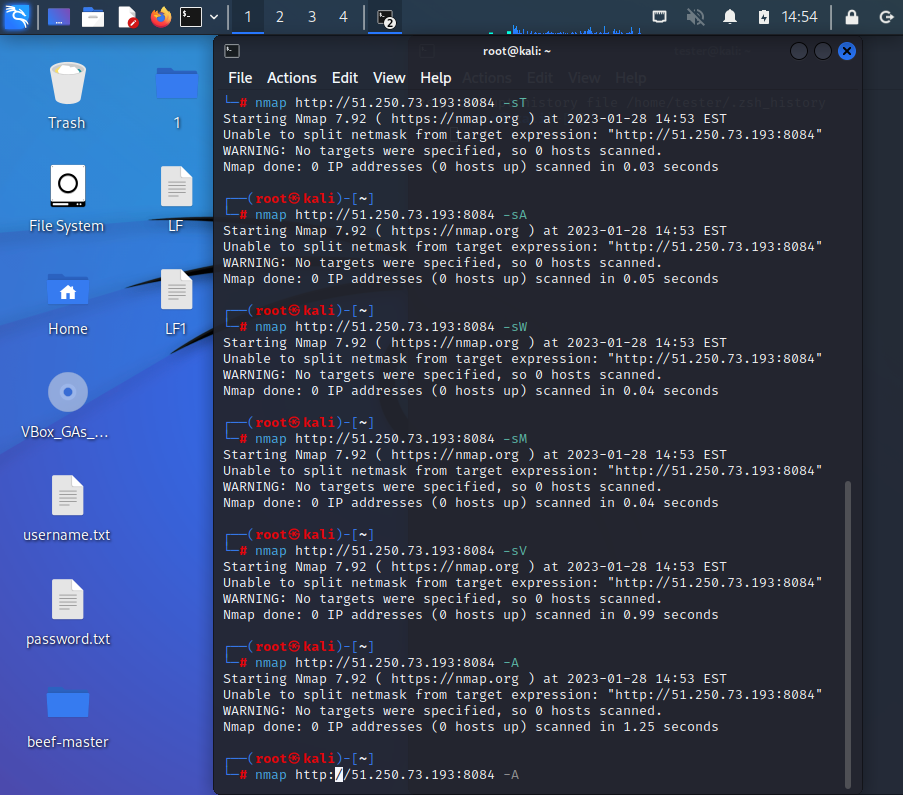 1 2 3 4 2 14:54
root@kali: ~
File Actions Edit View Help
Trash
1
File System
LF
Home
LF1
VBox_GAs_...
username.txt
password.txt
beef-master
└─# nmap http://51.250.73.193:8084 -sT
Starting Nmap 7.92 ( https://nmap.org ) at 2023-01-28 14:53 EST
Unable to split netmask from target expression: "http://51.250.73.193:8084"
WARNING: No targets were specified, so 0 hosts scanned.
Nmap done: 0 IP addresses (0 hosts up) scanned in 0.03 seconds
┌──(root㉿kali)-[~]
└─# nmap http://51.250.73.193:8084 -sA
Starting Nmap 7.92 ( https://nmap.org ) at 2023-01-28 14:53 EST
Unable to split netmask from target expression: "http://51.250.73.193:8084"
WARNING: No targets were specified, so 0 hosts scanned.
Nmap done: 0 IP addresses (0 hosts up) scanned in 0.05 seconds
┌──(root㉿kali)-[~]
└─# nmap http://51.250.73.193:8084 -sW
Starting Nmap 7.92 ( https://nmap.org ) at 2023-01-28 14:53 EST
Unable to split netmask from target expression: "http://51.250.73.193:8084"
WARNING: No targets were specified, so 0 hosts scanned.
Nmap done: 0 IP addresses (0 hosts up) scanned in 0.04 seconds
┌──(root㉿kali)-[~]
└─# nmap http://51.250.73.193:8084 -sM
Starting Nmap 7.92 ( https://nmap.org ) at 2023-01-28 14:53 EST
Unable to split netmask from target expression: "http://51.250.73.193:8084"
WARNING: No targets were specified, so 0 hosts scanned.
Nmap done: 0 IP addresses (0 hosts up) scanned in 0.04 seconds
┌──(root㉿kali)-[~]
└─# nmap http://51.250.73.193:8084 -sV
Starting Nmap 7.92 ( https://nmap.org ) at 2023-01-28 14:53 EST
Unable to split netmask from target expression: "http://51.250.73.193:8084"
WARNING: No targets were specified, so 0 hosts scanned.
Nmap done: 0 IP addresses (0 hosts up) scanned in 0.99 seconds
┌──(root㉿kali)-[~]
└─# nmap http://51.250.73.193:8084 -A
Starting Nmap 7.92 ( https://nmap.org ) at 2023-01-28 14:53 EST
Unable to split netmask from target expression: "http://51.250.73.193:8084"
WARNING: No targets were specified, so 0 hosts scanned.
Nmap done: 0 IP addresses (0 hosts up) scanned in 1.25 seconds
┌──(root㉿kali)-[~]
└─# nmap http://51.250.73.193:8084 -A